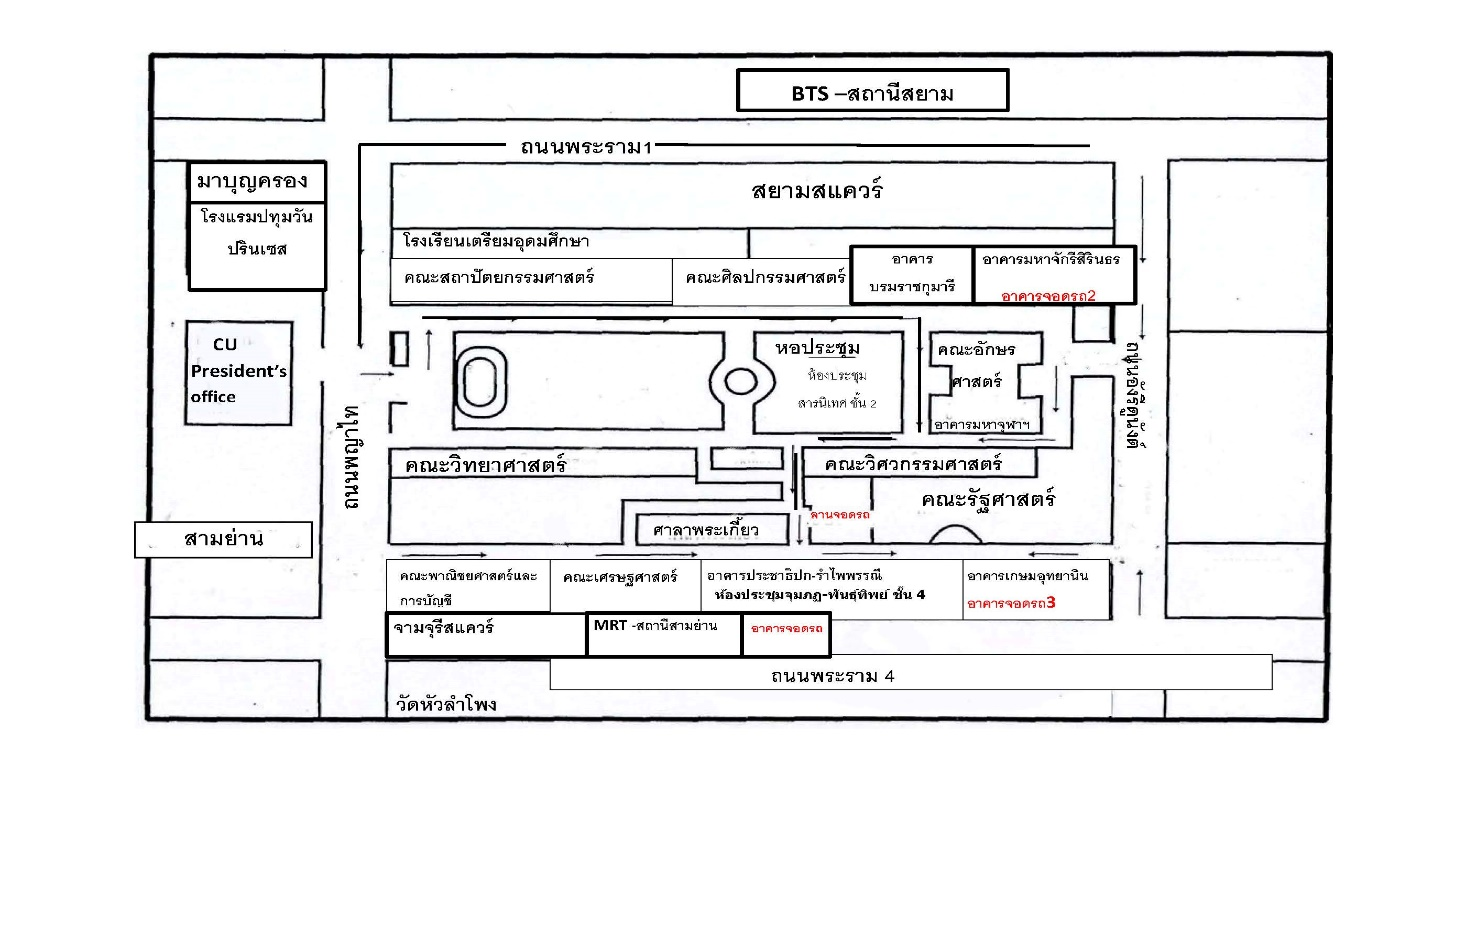 BTS –สถานีสยาม
ถนนพระราม1
มาบุญครอง
โรงแรมปทุมวัน
ปรินเซส
สยามสแควร์
โรงเรียนเตรียมอุดมศึกษา
คณะสถาปัตยกรรมศาสตร์
คณะศิลปกรรมศาสตร์
อาคาร
บรมราชกุมารี
อาคารมหาจักรีสิรินธร
อาคารจอดรถ2
CU
President's
office
หอประชุม
ห้องประชุม
สารนิเทศ ชั้น 2
คณะอักษร
ศาสตร์
อาคารมหาจุฬาฯ
ถนนพญาไท
ถนนอังรีดูนังต์
คณะวิทยาศาสตร์
คณะวิศวกรรมศาสตร์
คณะรัฐศาสตร์
ลานจอดรถ
ศาลาพระเกี้ยว
สามย่าน
คณะพาณิชยศาสตร์และ
การบัญชี
คณะเศรษฐศาสตร์
อาคารประชาธิปก-รำไพพรรณี
ห้องประชุมจุมภฏ-พันธุ์ทิพย์ ชั้น 4
อาคารเกษมอุทยานิน
อาคารจอดรถ3
จามจุรีสแควร์
MRT -สถานีสามย่าน
อาคารจอดรถ
ถนนพระราม 4
วัดหัวลำโพง